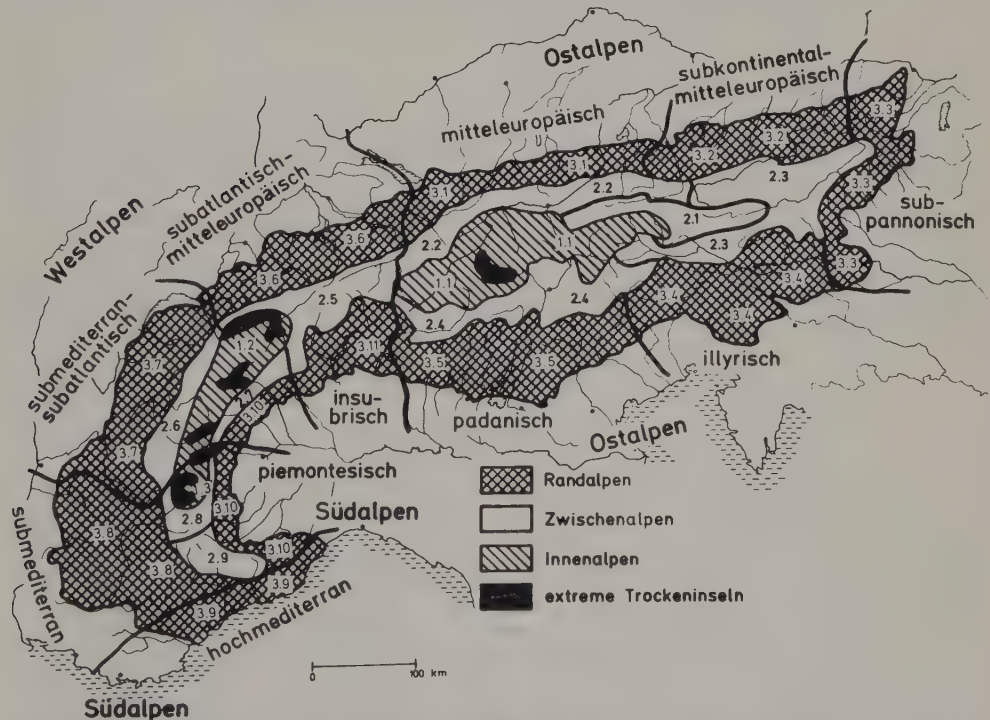 Ostalpen
subkontinental-
mitteleuropäisch
mitteleuropäisch
3.3
3.2
3.2
3.1
3.1
2.3
3.3
2.2
sub-
pannonisch
2.1
subatlantisch-
mitteleuropäisch
Westalpen
3.6
3.6
2.2
1.1
2.3
3.3
1.1
3.4
2.5
2.4
3.4
2.4
3.4
submediterran-
subatlantisch
1.2
3.11
3.5
3.5
illyrisch
3.7
3.10
insu-
brisch
padanisch
Ostalpen
2.6
3.7
piemontesisch
3.10
2.8
Südalpen
submediterran
3.8
3.8
2.9
3.10
3.9
3.9
hochmediterran
Südalpen
Randalpen
Zwischenalpen
Innenalpen
extreme Trockeninseln
0 100 km